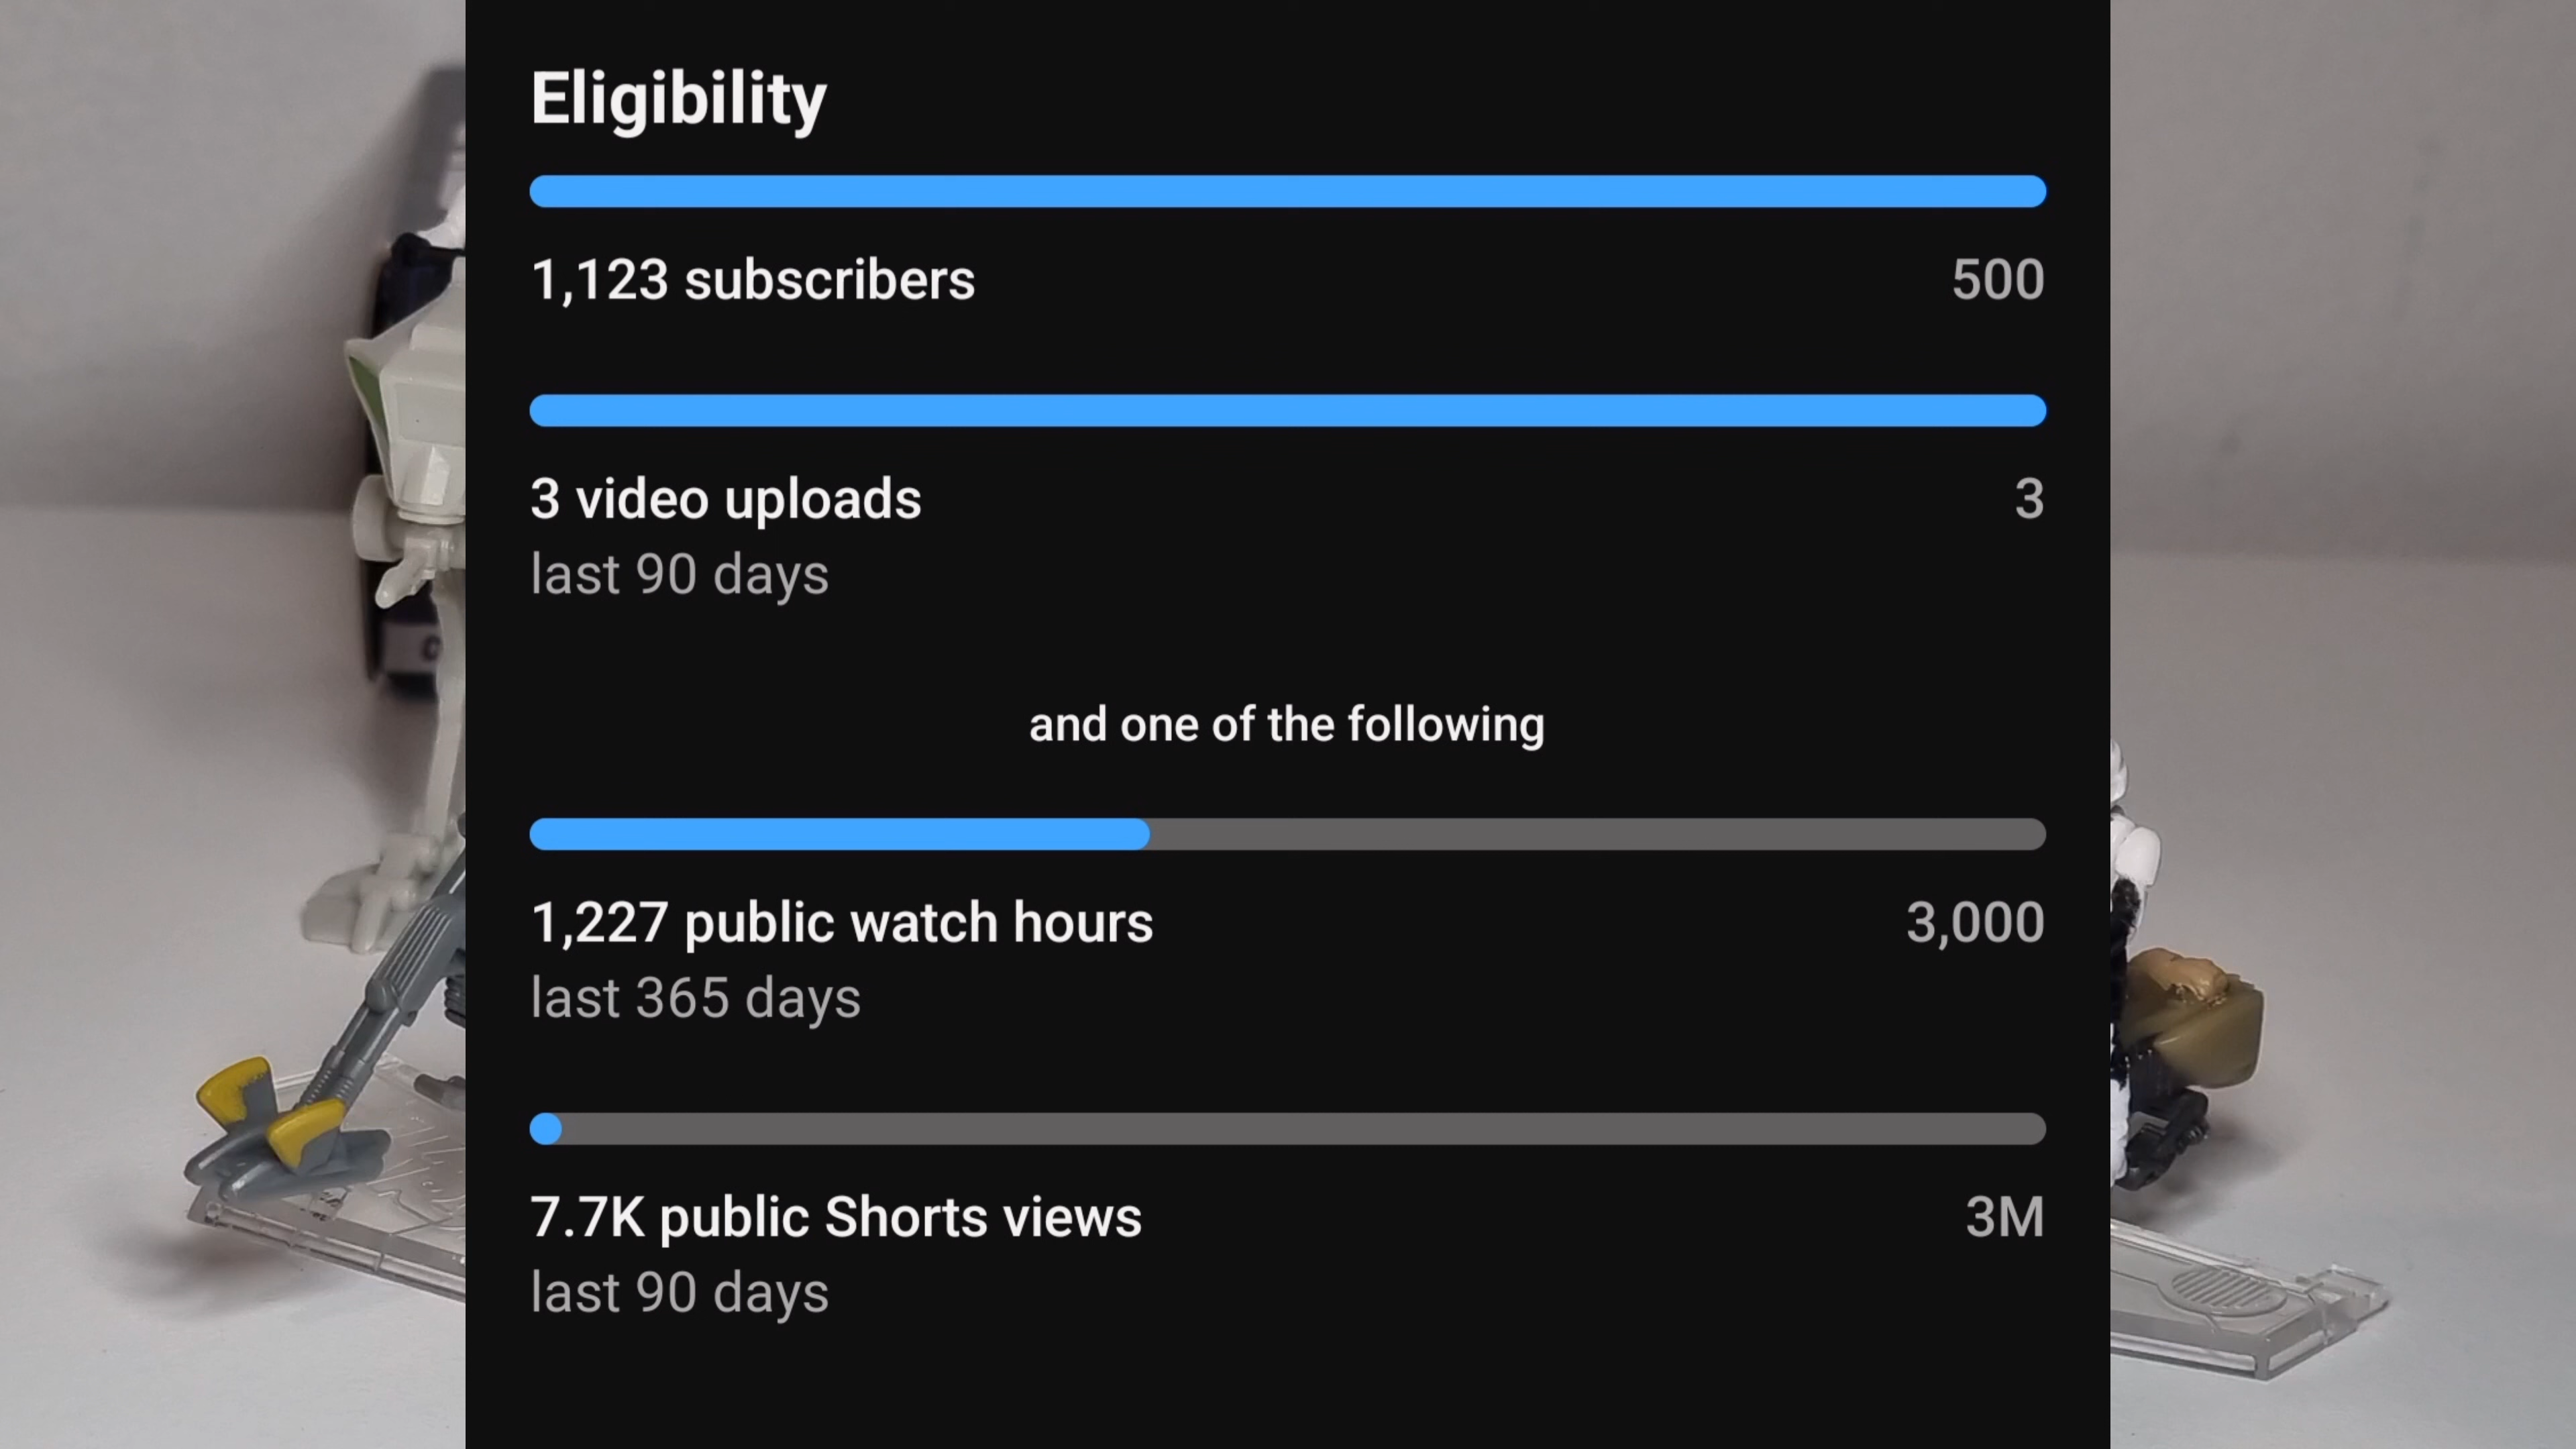 Eligibility
1,123 subscribers 500
3 video uploads 3
last 90 days
and one of the following
1,227 public watch hours 3,000
last 365 days
7.7K public Shorts views 3M
last 90 days